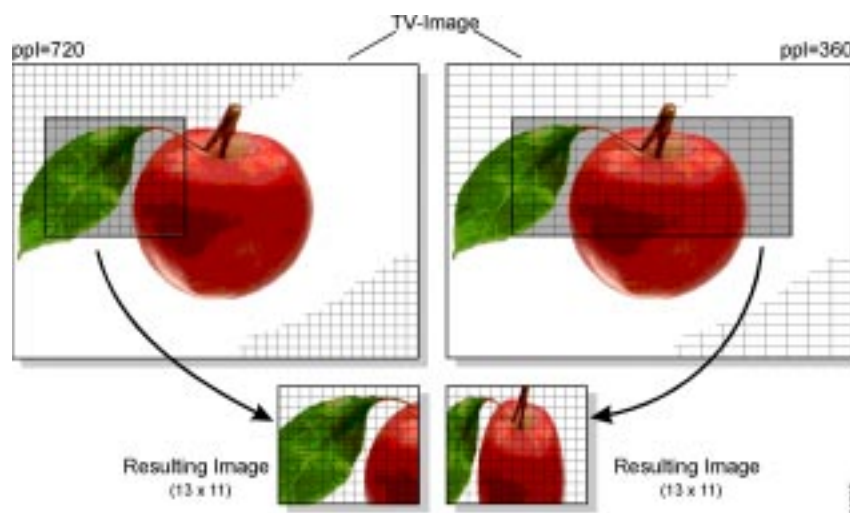 TV-Image
ppl=720
ppl=360
Resulting Image
(13 x 11)
Resulting Image
(13 x 11)